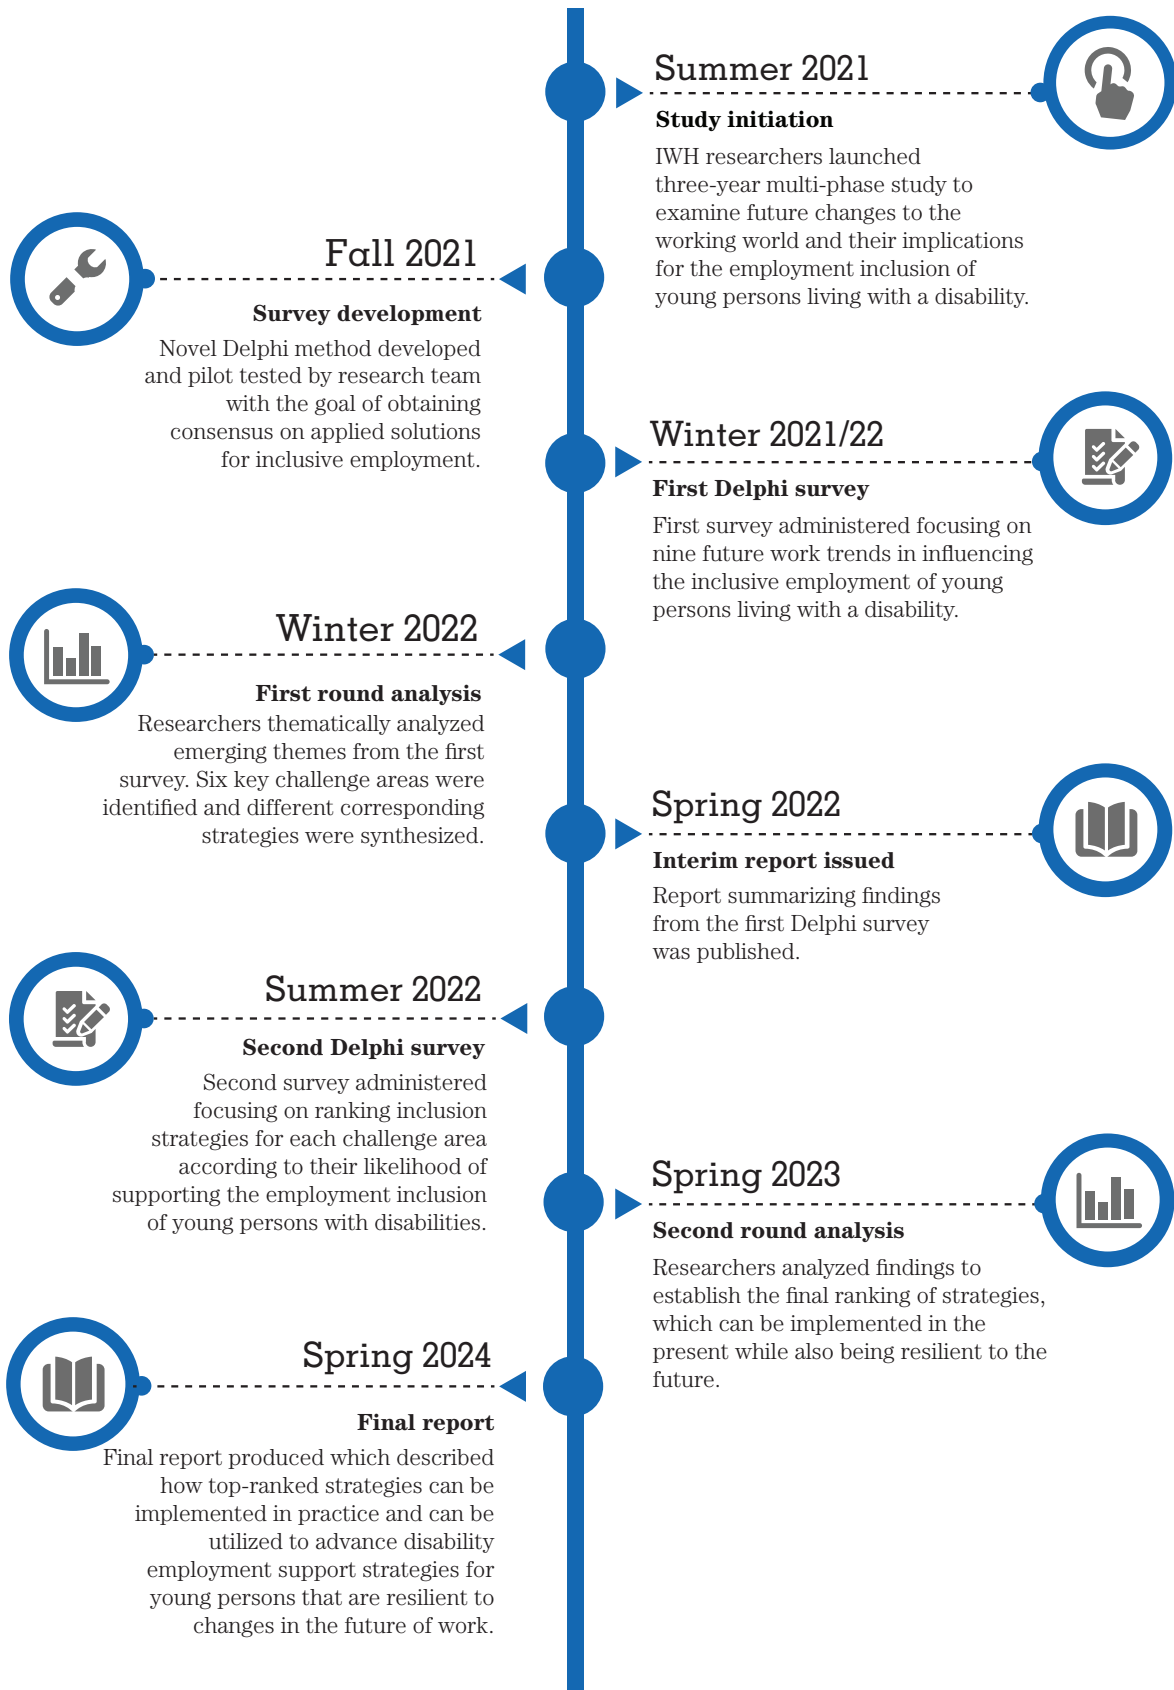 Summer 2021
Study initiation
IWH researchers launched
three-year multi-phase study to
examine future changes to the
working world and their implications
for the employment inclusion of
young persons living with a disability.
Fall 2021
Survey development
Novel Delphi method developed
and pilot tested by research team
with the goal of obtaining
consensus on applied solutions
for inclusive employment.
Winter 2021/22
First Delphi survey
First survey administered focusing on
nine future work trends in influencing
the inclusive employment of young
persons living with a disability.
Winter 2022
First round analysis
Researchers thematically analyzed
emerging themes from the first
survey. Six key challenge areas were
identified and different corresponding
strategies were synthesized.
Spring 2022
Interim report issued
Report summarizing findings
from the first Delphi survey
was published.
Summer 2022
Second Delphi survey
Second survey administered
focusing on ranking inclusion
strategies for each challenge area
according to their likelihood of
supporting the employment inclusion
of young persons with disabilities.
Spring 2023
Second round analysis
Researchers analyzed findings to
establish the final ranking of strategies,
which can be implemented in the
present while also being resilient to the
future.
Spring 2024
Final report
Final report produced which described
how top-ranked strategies can be
implemented in practice and can be
utilized to advance disability
employment support strategies for
young persons that are resilient to
changes in the future of work.